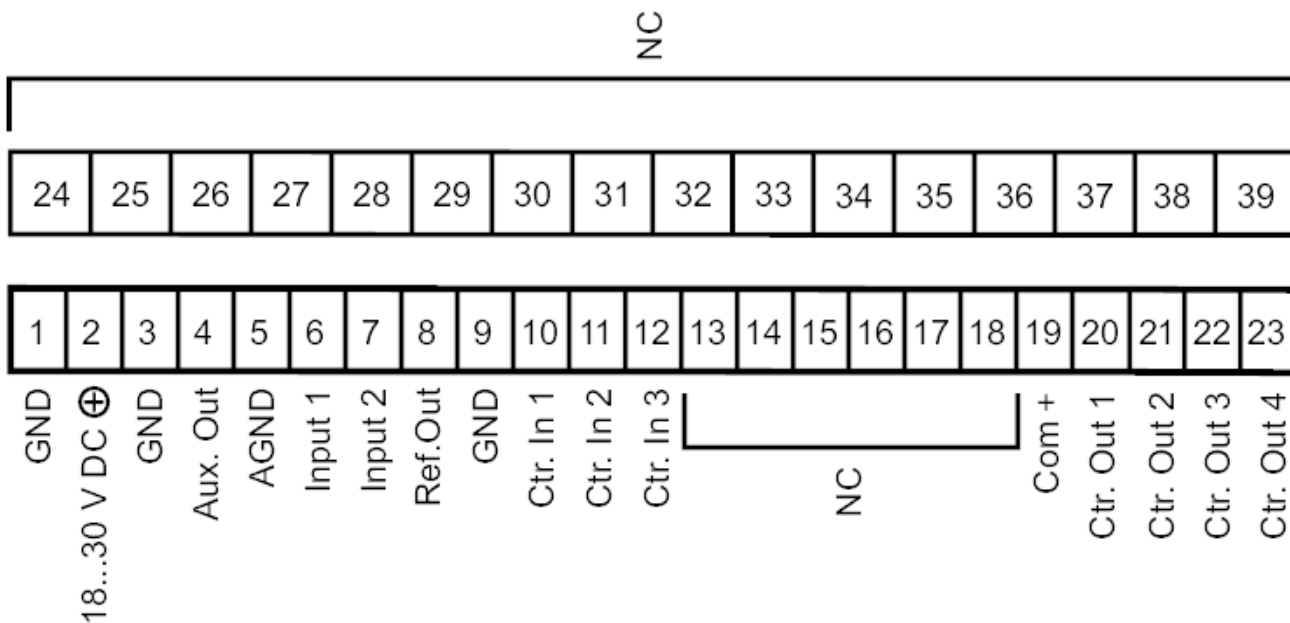 NC
24 25 26 27 28 29 30 31 32 33 34 35 36 37 38 39
1 2 3 4 5 6 7 8 9 10 11 12 13 14 15 16 17 18 19 20 21 22 23
GND
18...30 V DC ⊕
GND
Aux. Out
AGND
Input 1
Input 2
Ref.Out
GND
Ctr. In 1
Ctr. In 2
Ctr. In 3
NC
Com +
Ctr. Out 1
Ctr. Out 2
Ctr. Out 3
Ctr. Out 4